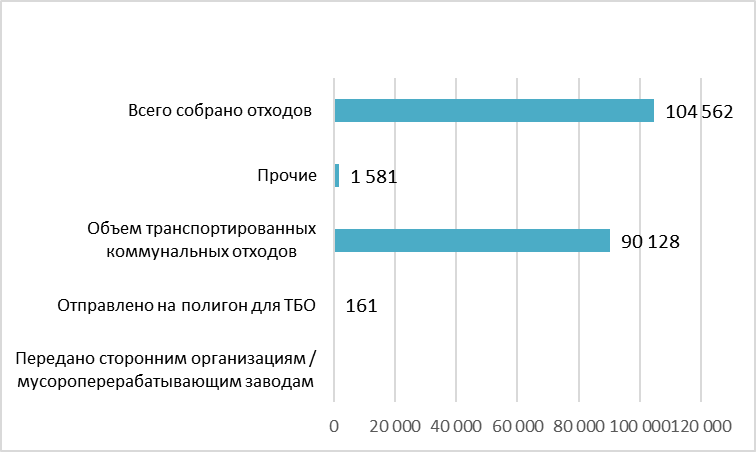 Всего собрано отходов
104 562
Прочие
1 581
Объем транспортированных
коммунальных отходов
90 128
Отправлено на полигон для ТБО
161
Передано сторонним организациям /
мусороперерабатывающим заводам
0 20 000 40 000 60 000 80 000 100 000 120 000